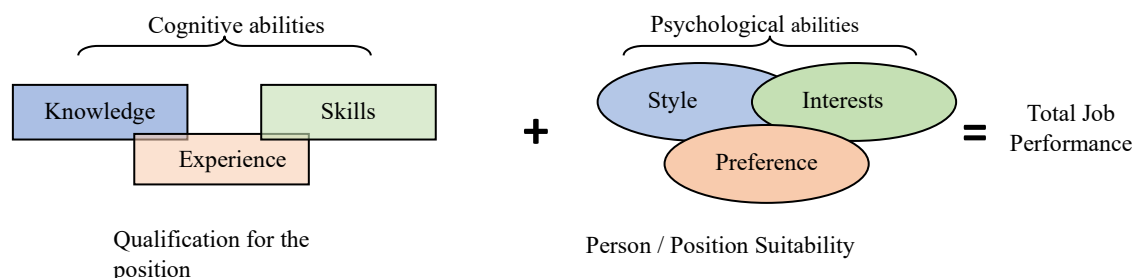 Cognitive abilities
Knowledge
Skills
Experience
Qualification for the
position
+
Psychological abilities
Style
Interests
Preference
Person / Position Suitability
=
Total Job
Performance